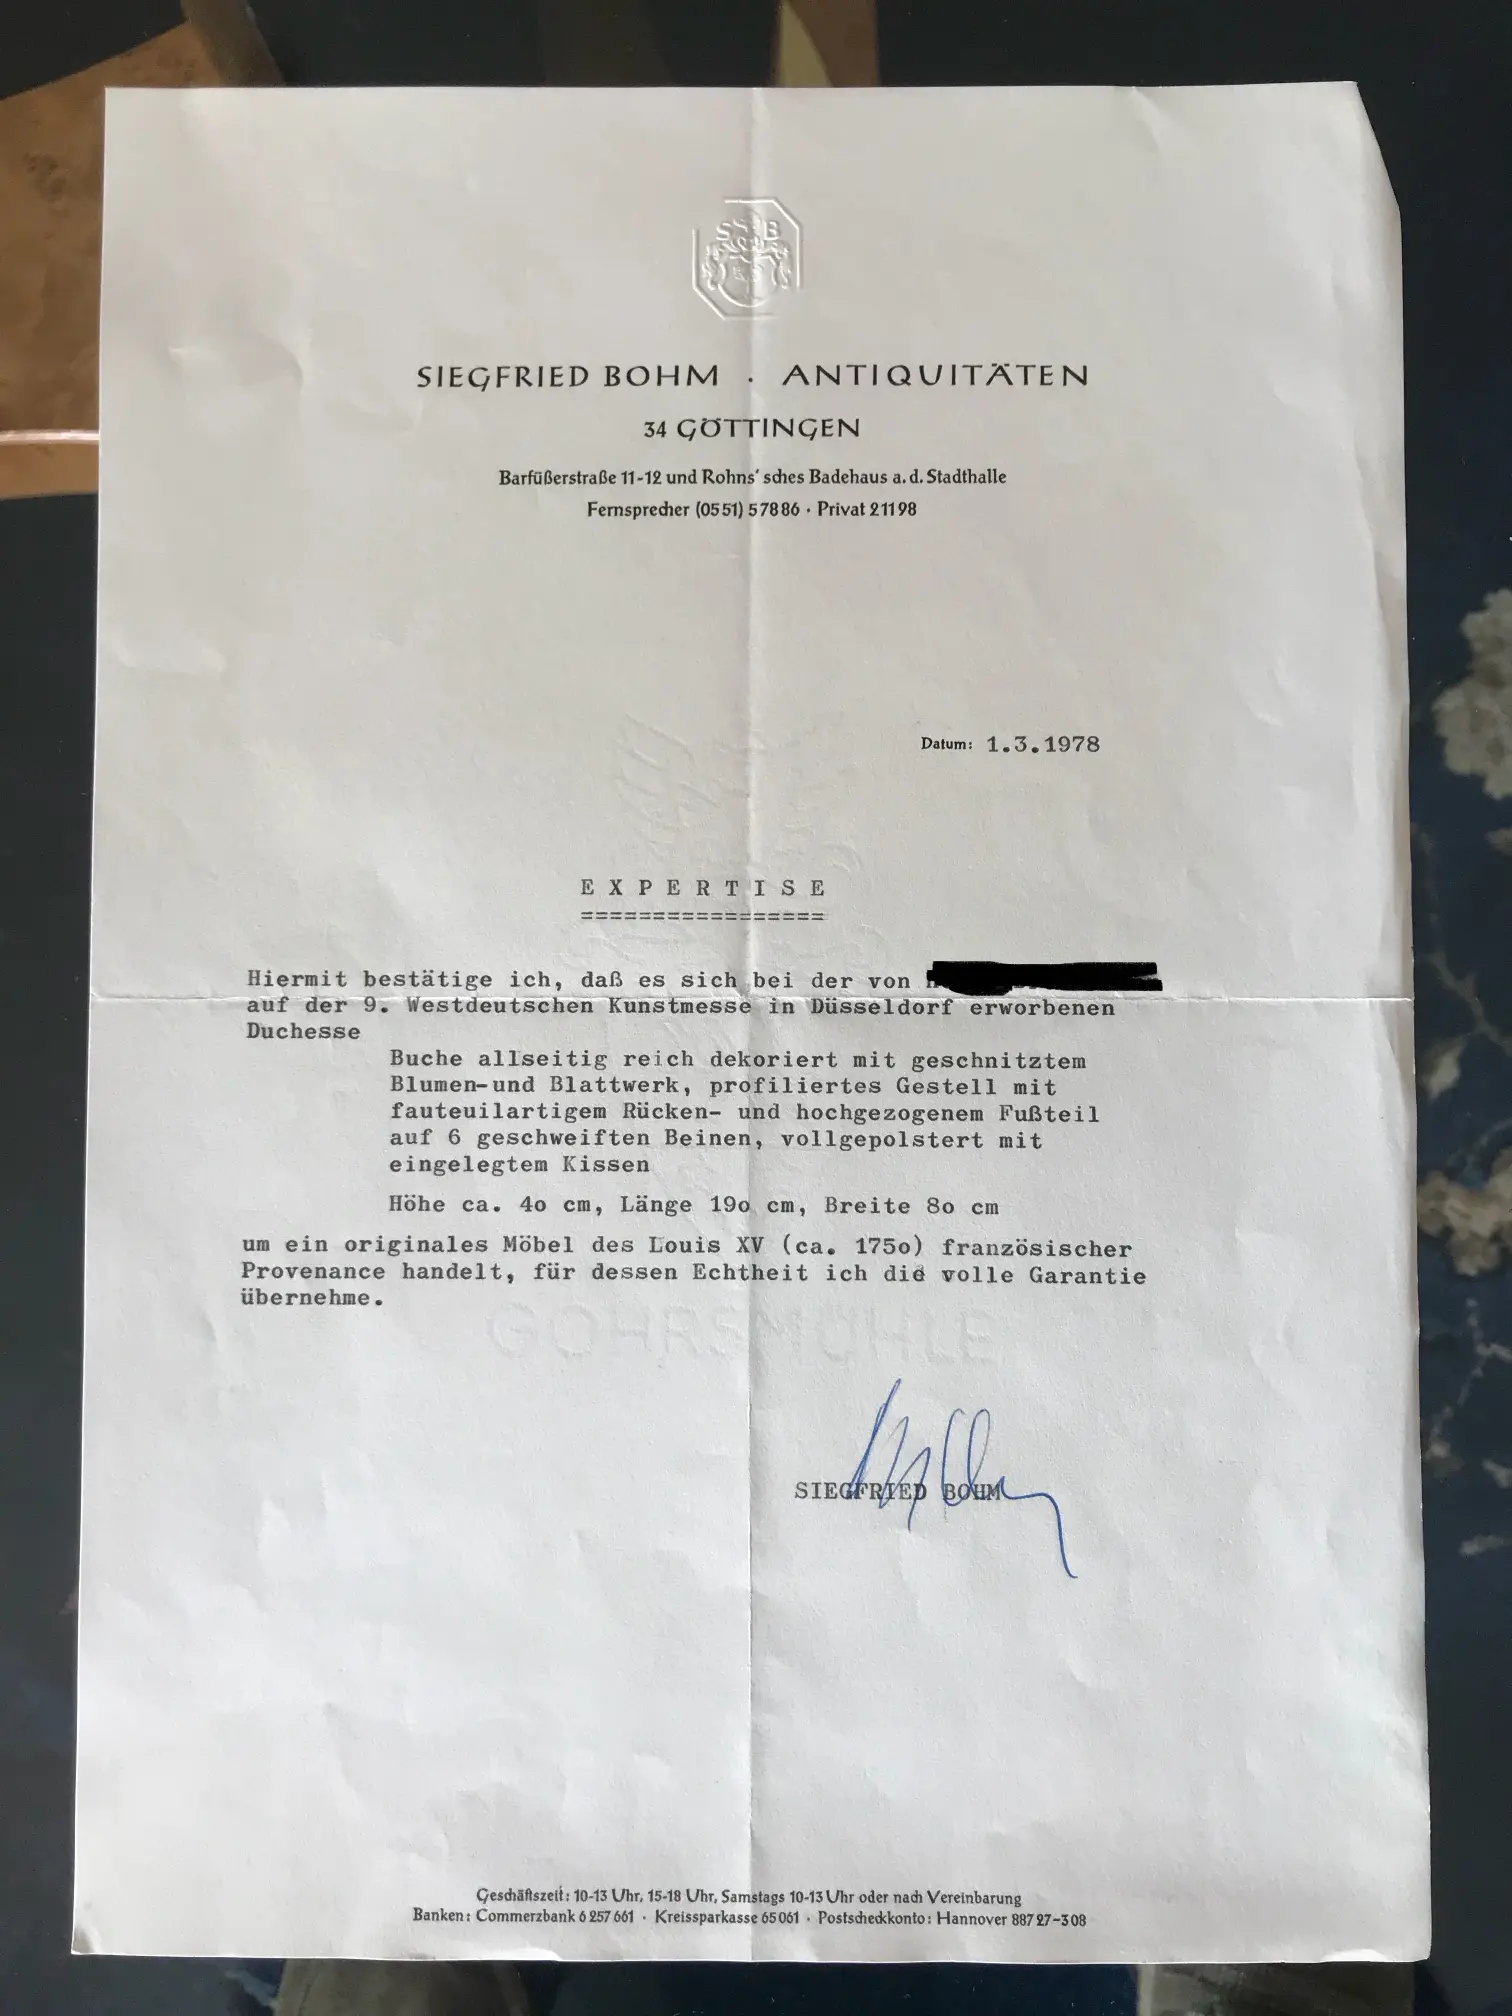 S B
SIEGFRIED BOHM · ANTIQUITÄTEN
34 GÖTTINGEN
Barfüßerstraße 11-12 und Rohns'sches Badehaus a. d. Stadthalle
Fernsprecher (0551) 57886 · Privat 21198
Datum: 1.3.1978
E X P E R T I S E
=================
Hiermit bestätige ich, daß es sich bei der von
auf der 9. Westdeutschen Kunstmesse in Düsseldorf erworbenen
Duchesse
Buche allseitig reich dekoriert mit geschnitztem
Blumen-und Blattwerk, profiliertes Gestell mit
fauteuilartigem Rücken- und hochgezogenem Fußteil
auf 6 geschweiften Beinen, vollgepolstert mit
eingelegtem Kissen
Höhe ca. 4o cm, Länge 19o cm, Breite 8o cm
um ein originales Möbel des Louis XV (ca. 175o) französischer
Provenance handelt, für dessen Echtheit ich die volle Garantie
übernehme.
GOHRSMÜHLE
SIEGFRIED BOHM
Geschäftszeit: 10-13 Uhr, 15-18 Uhr, Samstags 10-13 Uhr oder nach Vereinbarung
Banken: Commerzbank 6 257 661 · Kreissparkasse 65 061 · Postscheckkonto: Hannover 887 27-308